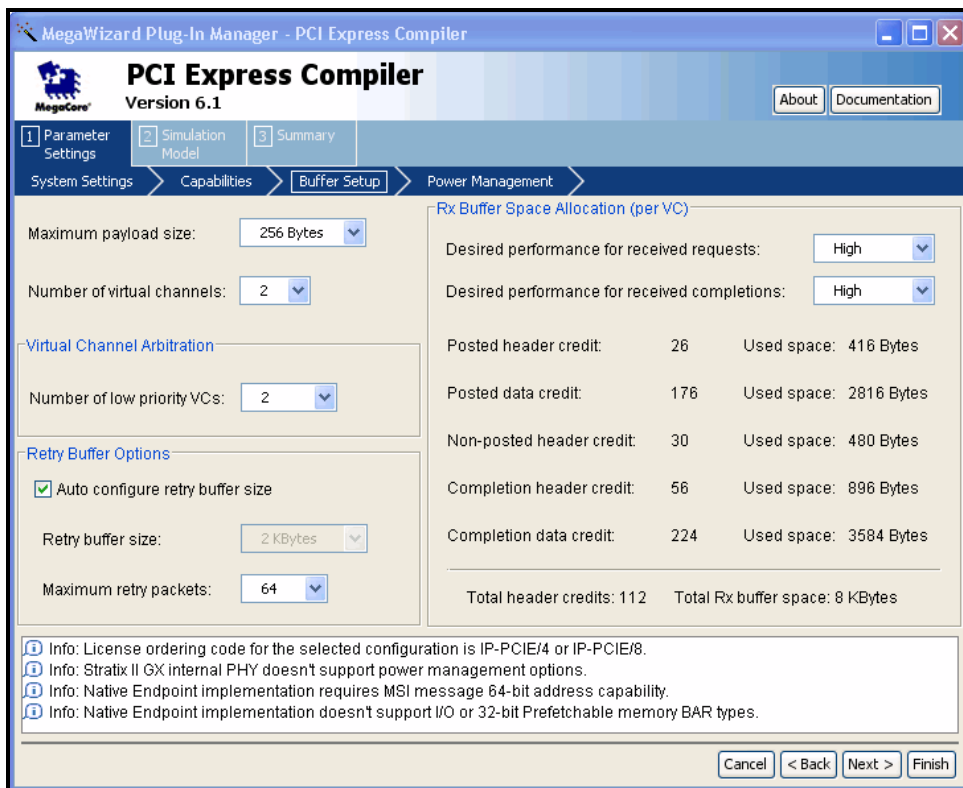 MegaWizard Plug-In Manager - PCI Express Compiler
MegaCore®
PCI Express Compiler
Version 6.1
About
Documentation
1 Parameter Settings
2 Simulation Model
3 Summary
System Settings
Capabilities
Buffer Setup
Power Management
Maximum payload size: 256 Bytes
Number of virtual channels: 2
Virtual Channel Arbitration
Number of low priority VCs: 2
Retry Buffer Options
Auto configure retry buffer size
Retry buffer size: 2 KBytes
Maximum retry packets: 64
Rx Buffer Space Allocation (per VC)
Desired performance for received requests: High
Desired performance for received completions: High
Posted header credit: 26 Used space: 416 Bytes
Posted data credit: 176 Used space: 2816 Bytes
Non-posted header credit: 30 Used space: 480 Bytes
Completion header credit: 56 Used space: 896 Bytes
Completion data credit: 224 Used space: 3584 Bytes
Total header credits: 112 Total Rx buffer space: 8 KBytes
Info: License ordering code for the selected configuration is IP-PCIE/4 or IP-PCIE/8.
Info: Stratix II GX internal PHY doesn't support power management options.
Info: Native Endpoint implementation requires MSI message 64-bit address capability.
Info: Native Endpoint implementation doesn't support I/O or 32-bit Prefetchable memory BAR types.
Cancel
< Back
Next >
Finish